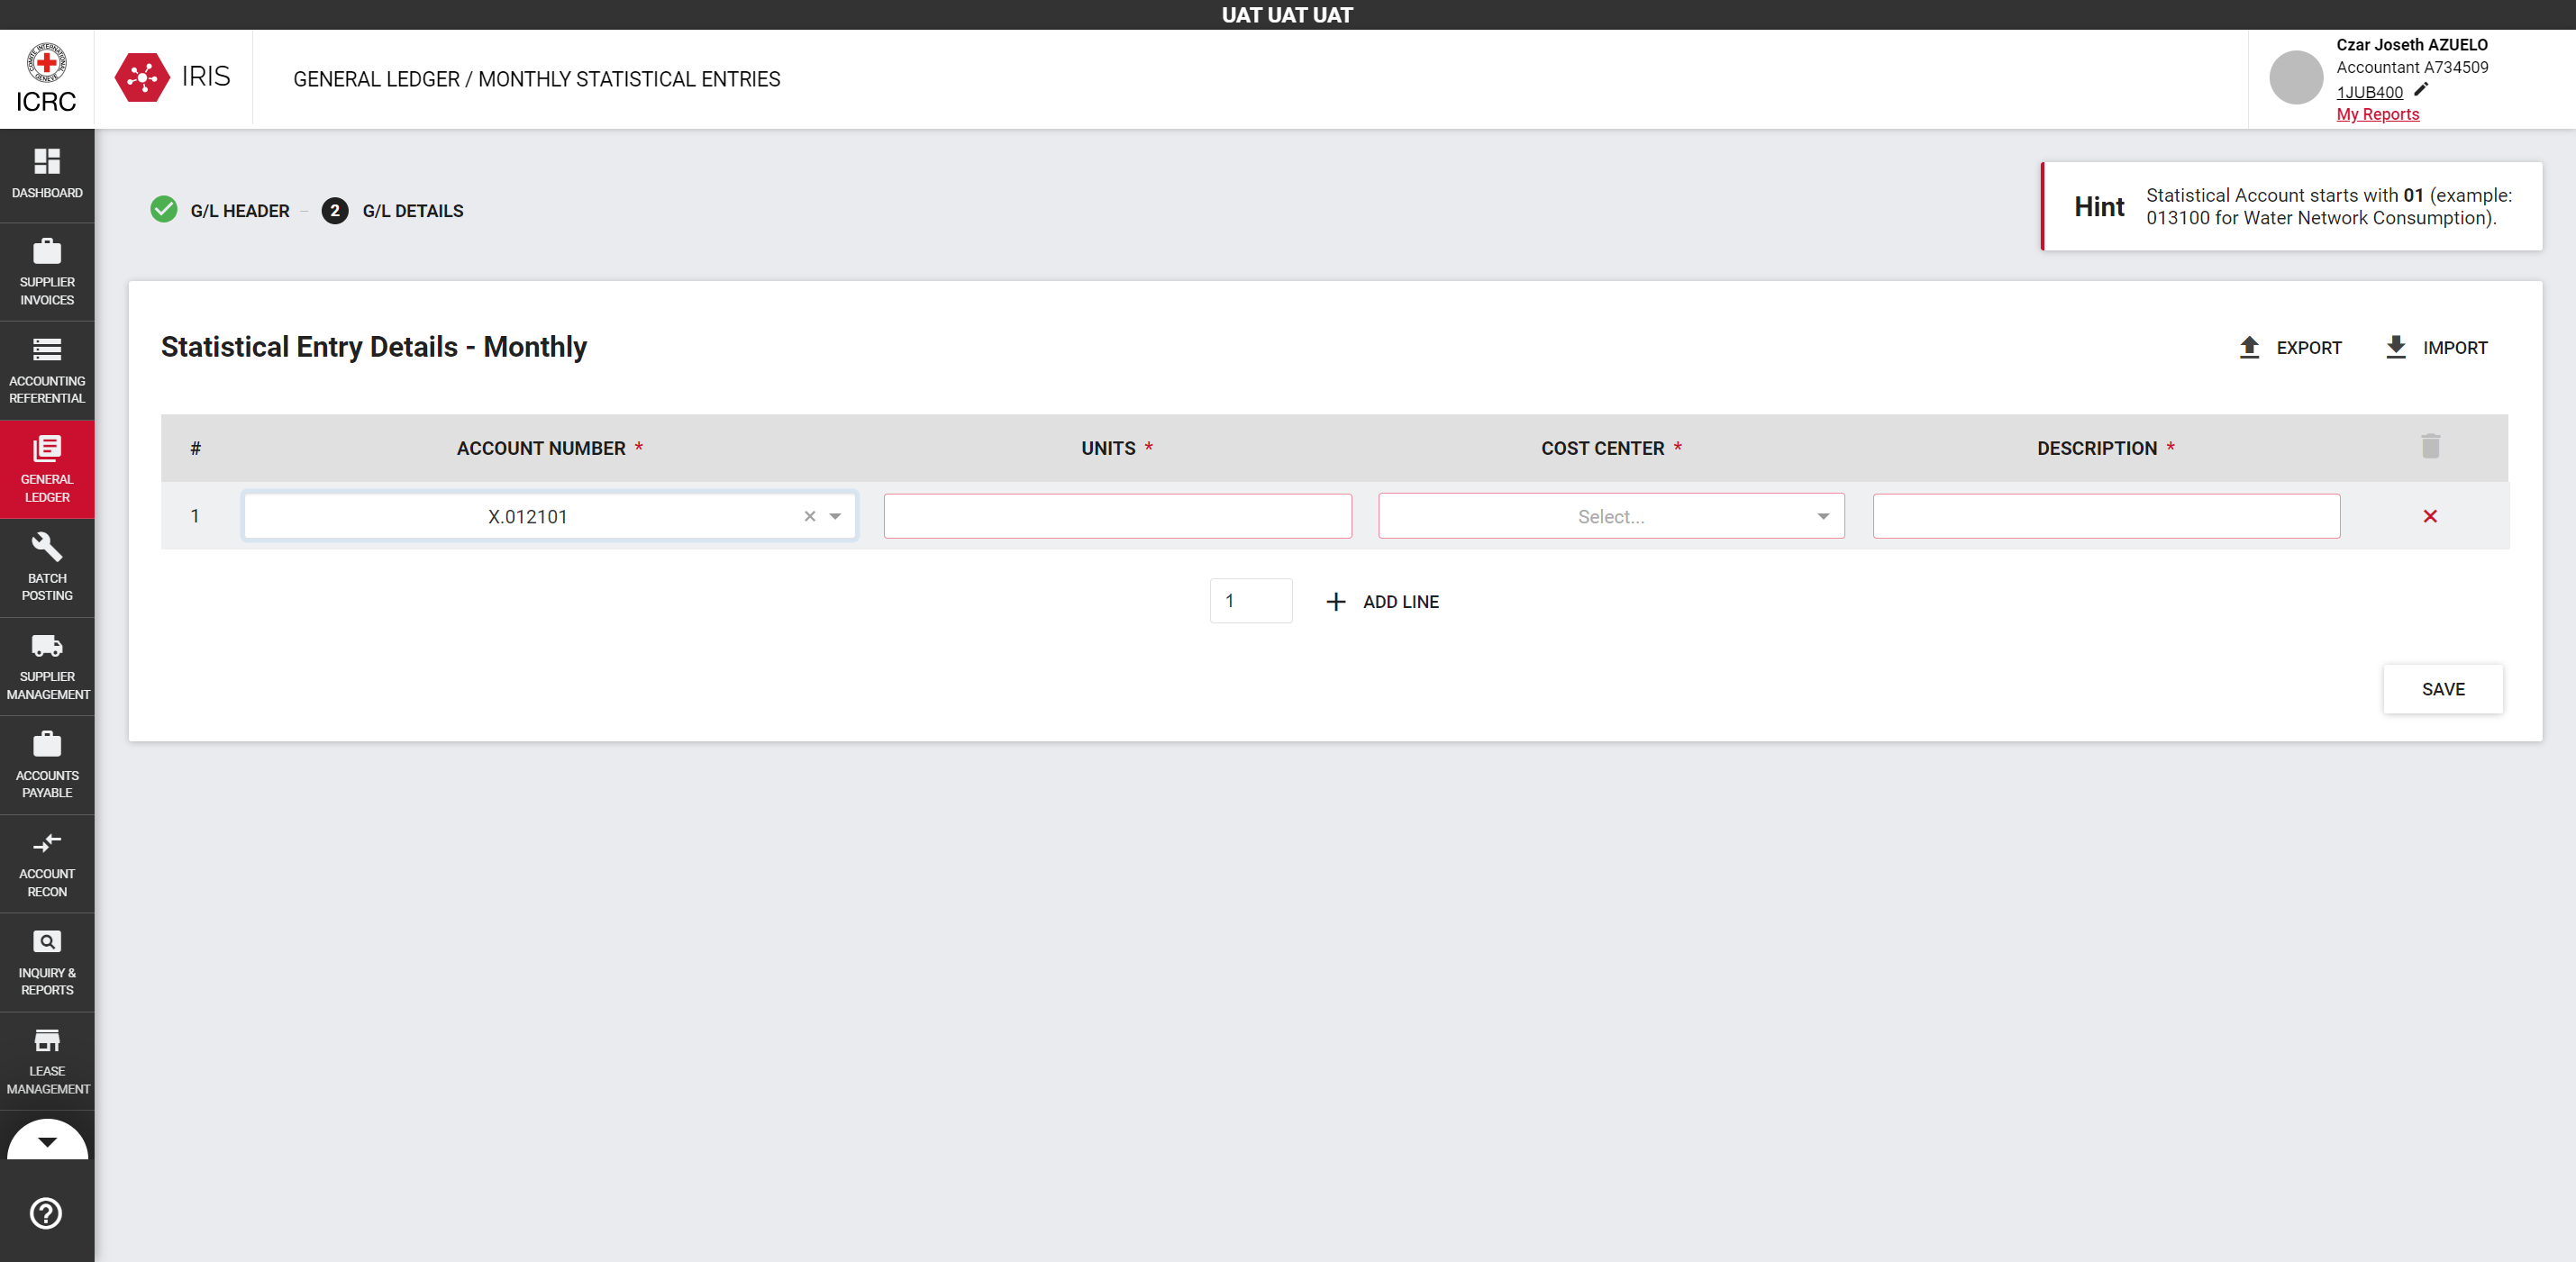 UAT UAT UAT
ICRC
IRIS
GENERAL LEDGER / MONTHLY STATISTICAL ENTRIES
Czar Joseth AZUELO
Accountant A734509
1JUB400
My Reports
DASHBOARD
SUPPLIER
INVOICES
ACCOUNTING
REFERENTIAL
GENERAL
LEDGER
BATCH
POSTING
SUPPLIER
MANAGEMENT
ACCOUNTS
PAYABLE
ACCOUNT
RECON
INQUIRY &
REPORTS
LEASE
MANAGEMENT
G/L HEADER
2 G/L DETAILS
Hint
Statistical Account starts with 01 (example:
013100 for Water Network Consumption).
Statistical Entry Details - Monthly
EXPORT
IMPORT
# ACCOUNT NUMBER * UNITS * COST CENTER * DESCRIPTION *
1 X.012101 Select...
1 ADD LINE
SAVE